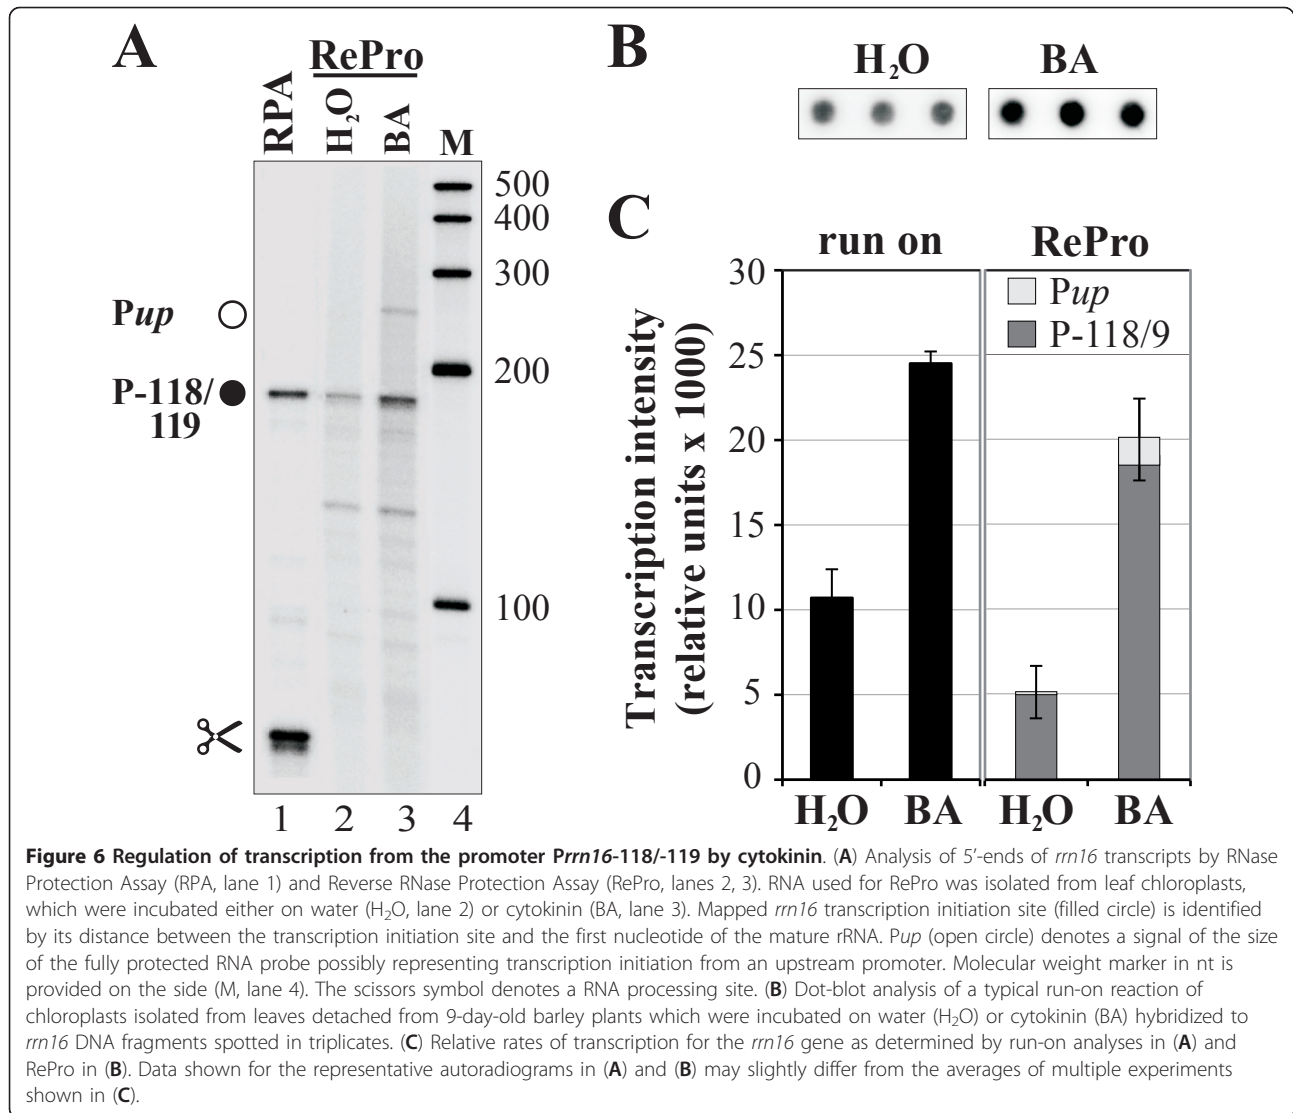 A
RePro
RPA
H₂O
BA
M
500
400
300
200
100
Pup
P-118/
119
1 2 3 4
B
H₂O BA
C
run on RePro
Transcription intensity
(relative units x 1000)
30
25
20
15
10
5
0
Pup
P-118/9
H₂O BA H₂O BA
Figure 6 Regulation of transcription from the promoter Prrn16-118/-119 by cytokinin. (A) Analysis of 5'-ends of rrn16 transcripts by RNase
Protection Assay (RPA, lane 1) and Reverse RNase Protection Assay (RePro, lanes 2, 3). RNA used for RePro was isolated from leaf chloroplasts,
which were incubated either on water (H₂O, lane 2) or cytokinin (BA, lane 3). Mapped rrn16 transcription initiation site (filled circle) is identified
by its distance between the transcription initiation site and the first nucleotide of the mature rRNA. Pup (open circle) denotes a signal of the size
of the fully protected RNA probe possibly representing transcription initiation from an upstream promoter. Molecular weight marker in nt is
provided on the side (M, lane 4). The scissors symbol denotes a RNA processing site. (B) Dot-blot analysis of a typical run-on reaction of
chloroplasts isolated from leaves detached from 9-day-old barley plants which were incubated on water (H₂O) or cytokinin (BA) hybridized to
rrn16 DNA fragments spotted in triplicates. (C) Relative rates of transcription for the rrn16 gene as determined by run-on analyses in (A) and
RePro in (B). Data shown for the representative autoradiograms in (A) and (B) may slightly differ from the averages of multiple experiments
shown in (C).